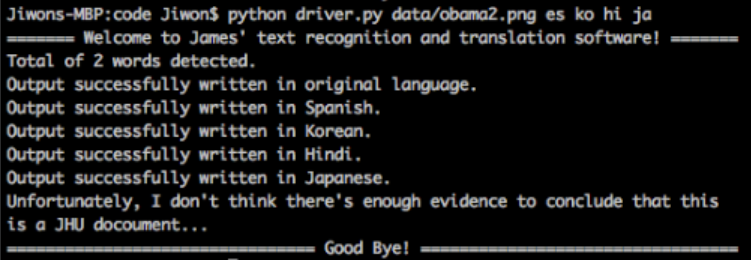 Jiwons-MBP:code Jiwon$ python driver.py data/obama2.png es ko hi ja
======= Welcome to James' text recognition and translation software! =======
Total of 2 words detected.
Output successfully written in original language.
Output successfully written in Spanish.
Output successfully written in Korean.
Output successfully written in Hindi.
Output successfully written in Japanese.
Unfortunately, I don't think there's enough evidence to conclude that this
is a JHU docoument...
================================ Good Bye! =================================